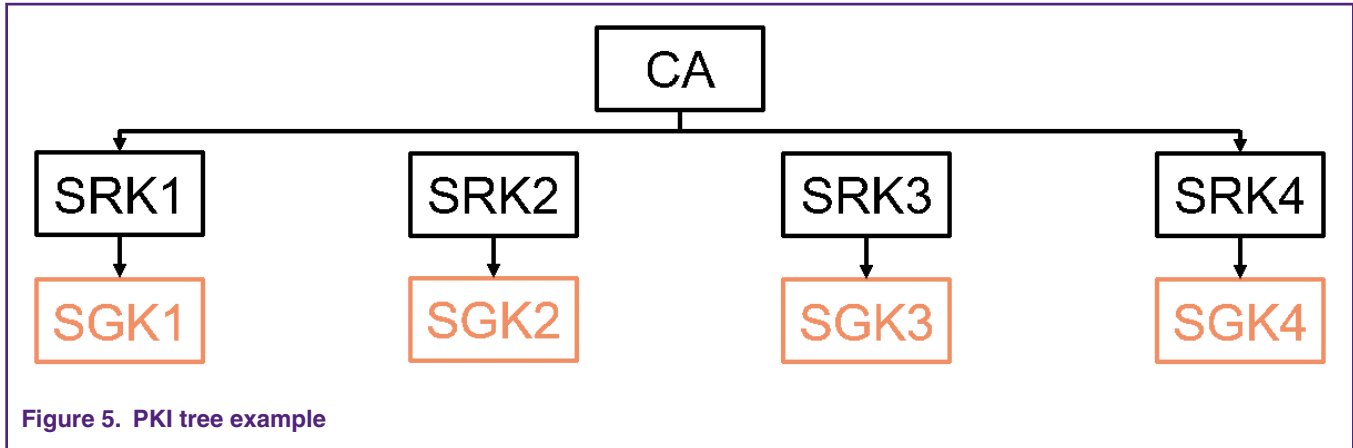 CA
SRK1 SRK2 SRK3 SRK4
SGK1 SGK2 SGK3 SGK4
Figure 5. PKI tree example